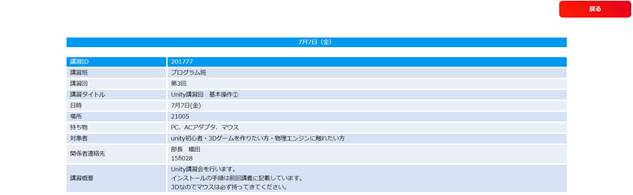 戻る
7月7日（金）
講習ID 201777
講習班 プログラム班
講習回 第3回
講習タイトル Unity講習回 基本操作①
日時 7月7日(金)
場所 21005
持ち物 PC、ACアダプタ、マウス
対象者 unity初心者・3Dゲームを作りたい方・物理エンジンに触れたい方
関係者連絡先 部長 織田
15fi028
講習概要 Unity講習会を行います。
インストールの手順は前回講義に記載しています。
3Dなのでマウスは必ず持ってきてください。